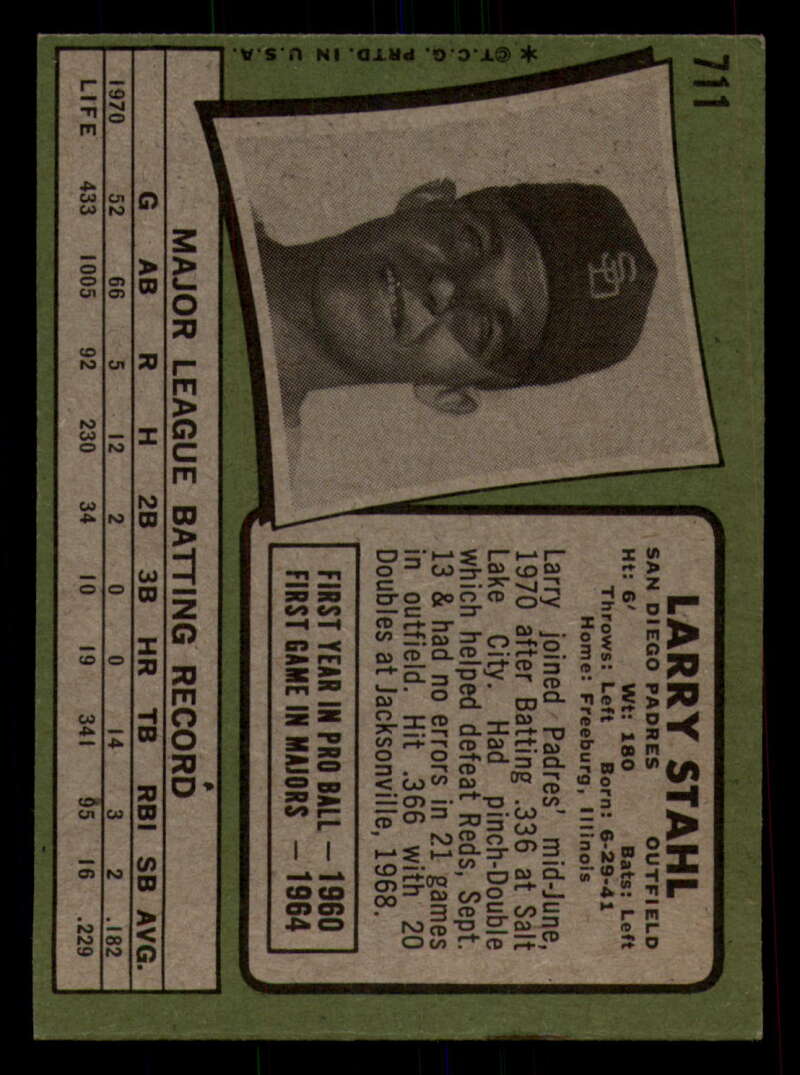 711
* ©T.C.G. PRTD. IN U.S.A.
SD
LARRY STAHL
SAN DIEGO PADRES OUTFIELD
Ht: 6' Wt: 180 Bats: Left
Throws: Left Born: 6-29-41
Home: Freeburg, Illinois
Larry joined Padres' mid-June,
1970 after Batting .336 at Salt
Lake City. Had pinch-Double
which helped defeat Reds, Sept.
13 & had no errors in 21 games
in outfield. Hit .366 with 20
Doubles at Jacksonville, 1968.
FIRST YEAR IN PRO BALL — 1960
FIRST GAME IN MAJORS — 1964
MAJOR LEAGUE BATTING RECORD
G AB R H 2B 3B HR TB RBI SB AVG.
1970 52 66 5 12 2 0 0 14 3 2 .182
LIFE 433 1005 92 230 34 10 19 341 95 16 .229